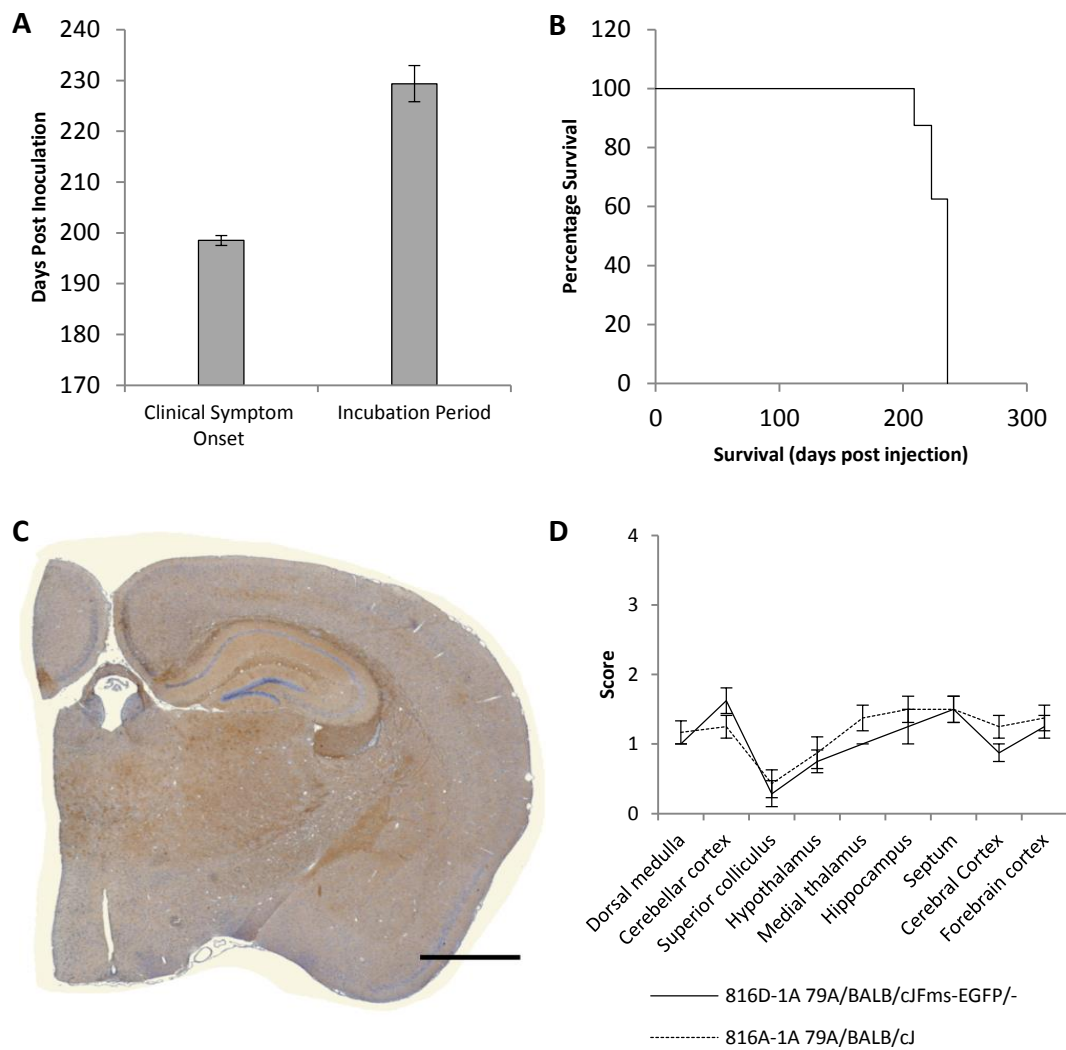 A
240
230
220
210
200
190
180
170
Days Post Inoculation
Clinical Symptom
Onset
Incubation Period
B
120
100
80
60
40
20
0
Percentage Survival
0
100
200
300
Survival (days post injection)
C
D
4
3
2
1
0
Score
Dorsal medulla
Cerebellar cortex
Superior colliculus
Hypothalamus
Medial thalamus
Hippocampus
Septum
Cerebral Cortex
Forebrain cortex
816D-1A 79A/BALB/cJFms-EGFP/-
816A-1A 79A/BALB/cJ